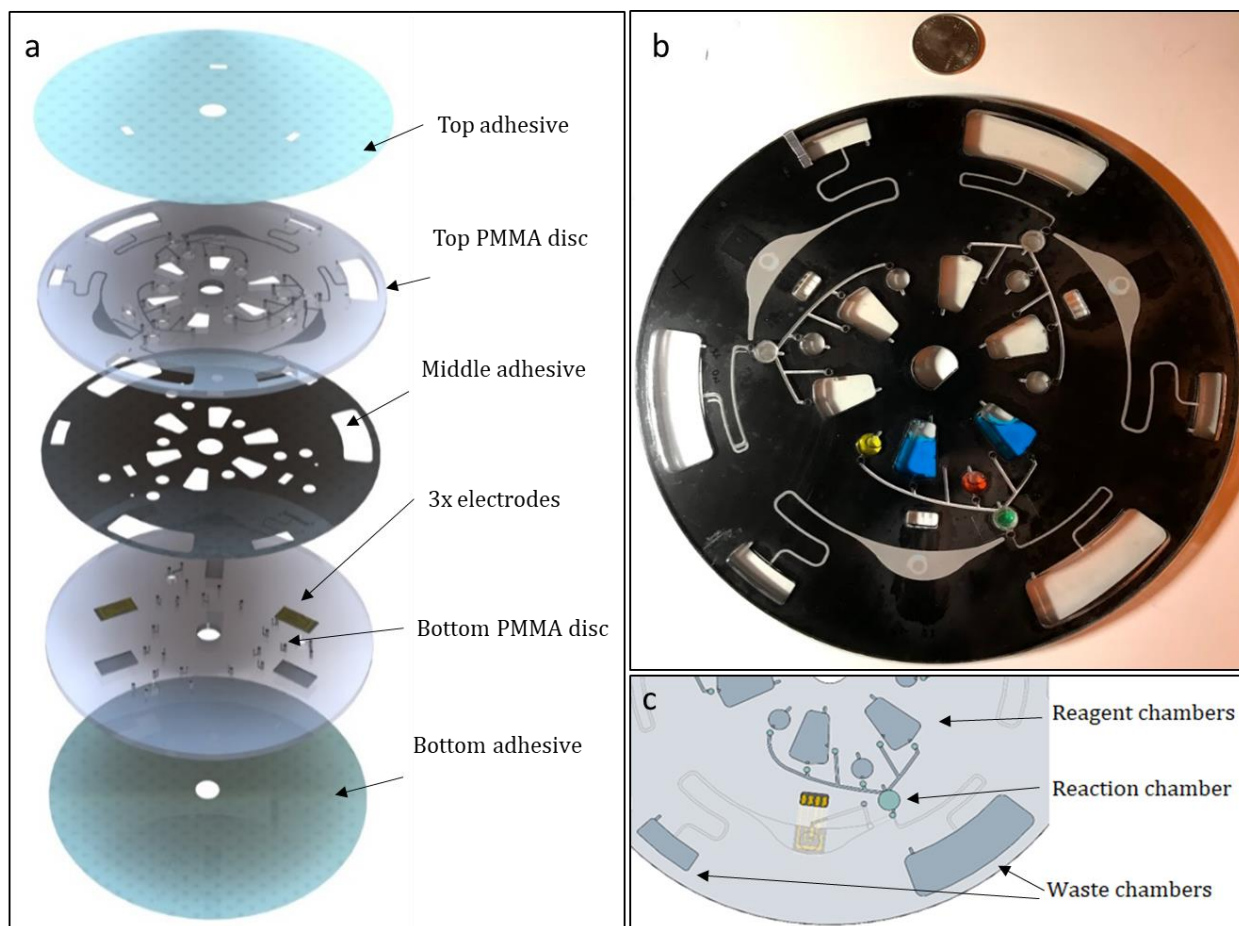 a
Top adhesive
Top PMMA disc
Middle adhesive
3x electrodes
Bottom PMMA disc
Bottom adhesive
b
c
Reagent chambers
Reaction chamber
Waste chambers